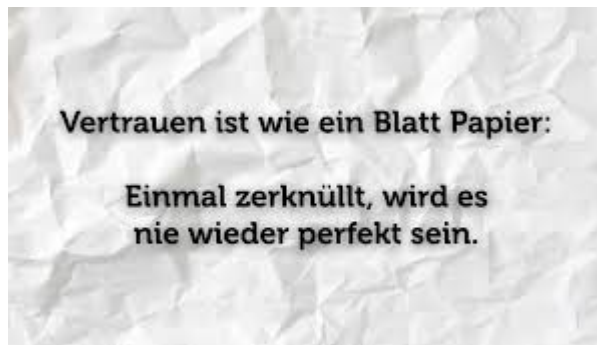 Vertrauen ist wie ein Blatt Papier:
Einmal zerknüllt, wird es
nie wieder perfekt sein.